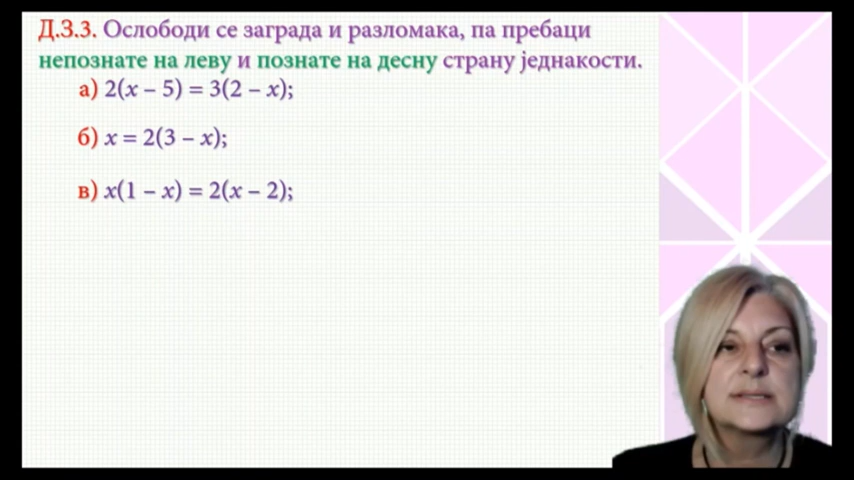 Д.З.3. Ослободи се заграда и разломака, па пребаци
непознате на леву и познате на десну страну једнакости.
а) 2(x – 5) = 3(2 – x);
б) x = 2(3 – x);
в) x(1 – x) = 2(x – 2);